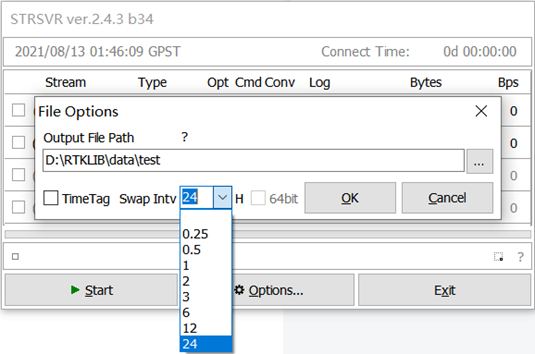 STRSVR ver.2.4.3 b34
2021/08/13 01:46:09 GPST Connect Time: 0d 00:00:00
Stream Type Opt Cmd Conv Log Bytes Bps
File Options
Output File Path ?
D:\RTKLIB\data\test ...
TimeTag Swap Intv 24 H 64bit OK Cancel
0.25
0.5
1
2
3
6
12
24
0
0
0
0
?
Start Options... Exit